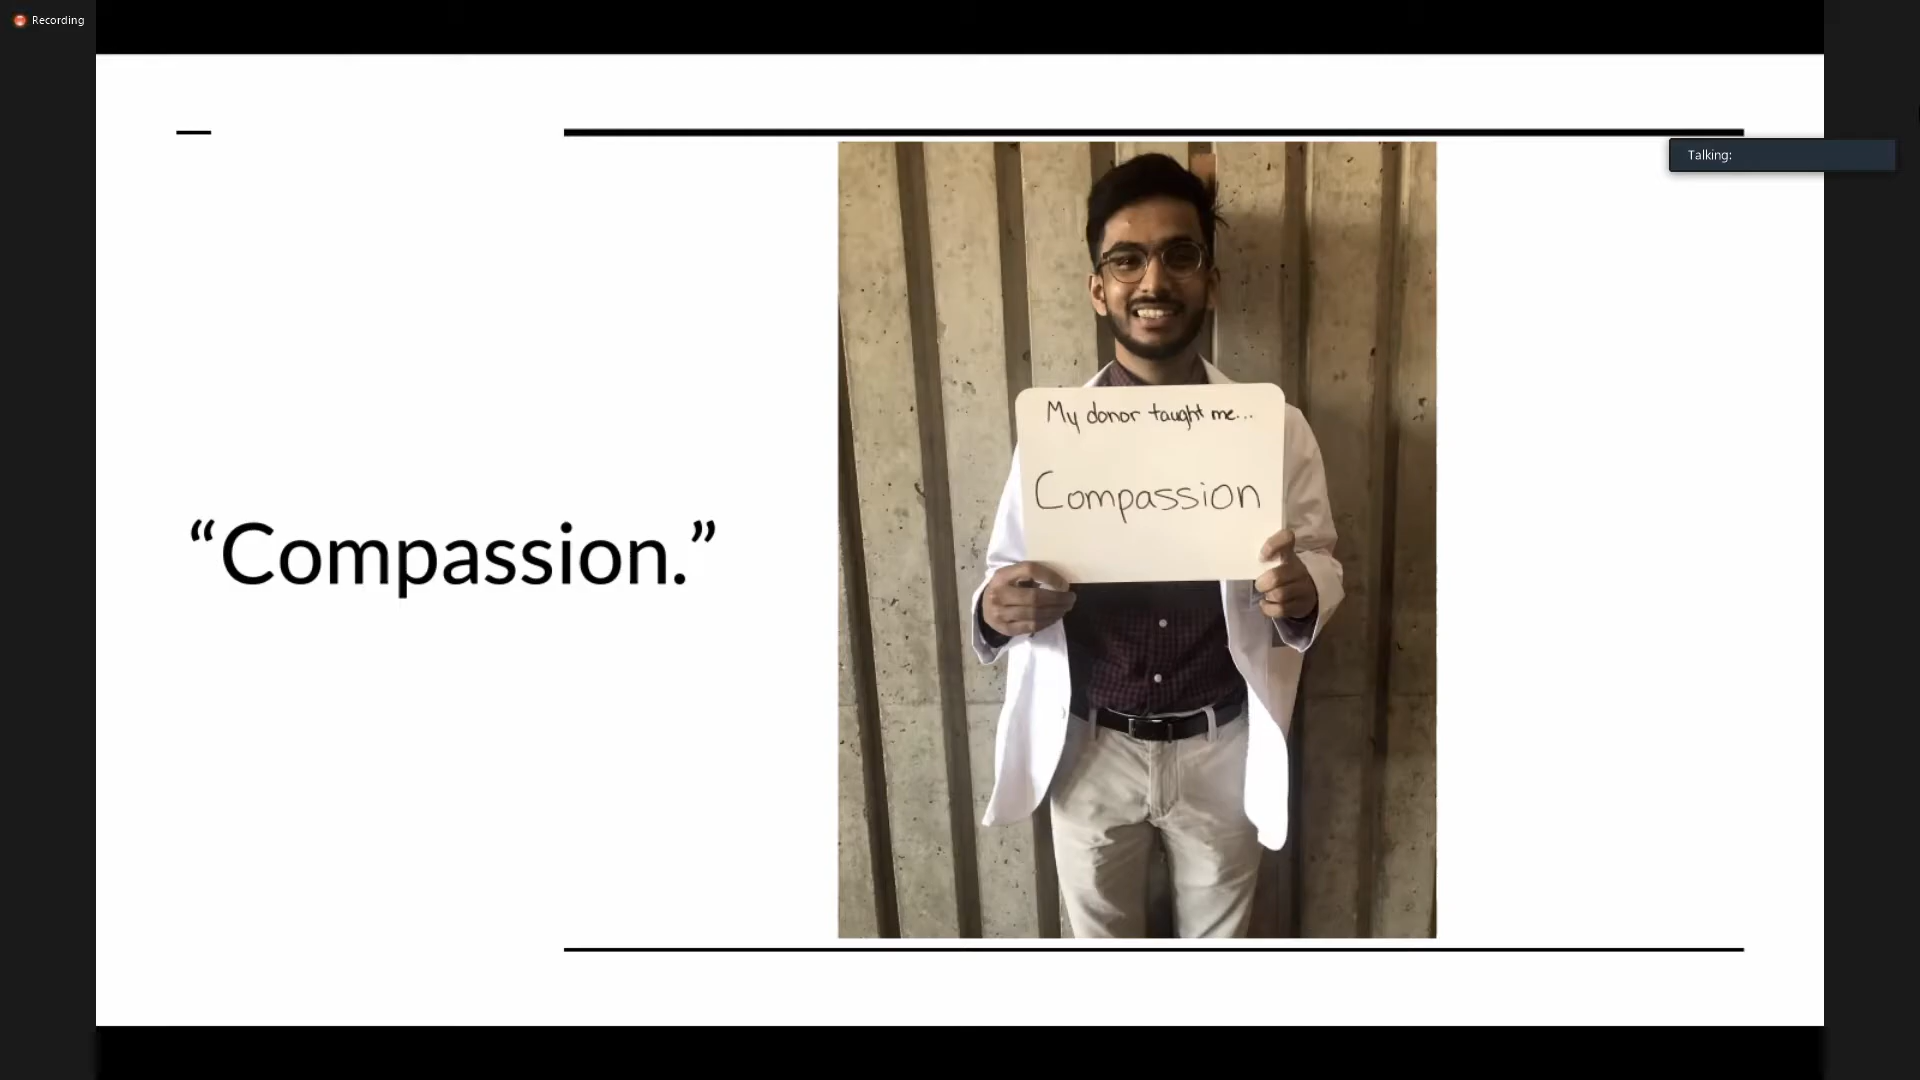 Recording
Talking:
“Compassion.”
My donor taught me...
Compassion